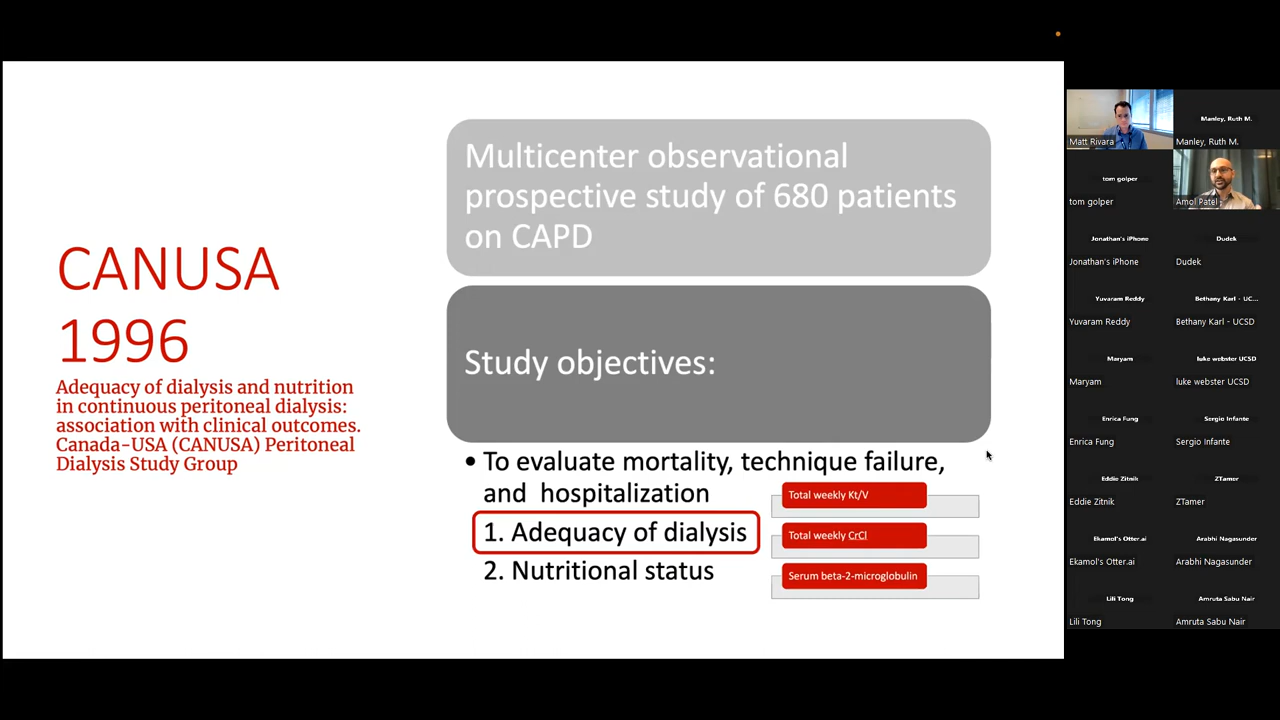 CANUSA
1996
Adequacy of dialysis and nutrition
in continuous peritoneal dialysis:
association with clinical outcomes.
Canada-USA (CANUSA) Peritoneal
Dialysis Study Group
Multicenter observational
prospective study of 680 patients
on CAPD
Study objectives:
• To evaluate mortality, technique failure,
and hospitalization
1. Adequacy of dialysis
2. Nutritional status
Total weekly Kt/V
Total weekly CrCl
Serum beta-2-microglobulin
Matt Rivara
Manley, Ruth M.
Manley, Ruth M.
tom golper
tom golper
Amol Patel
Jonathan's iPhone
Jonathan's iPhone
Dudek
Dudek
Yuvaram Reddy
Yuvaram Reddy
Bethany Karl - UC...
Bethany Karl - UCSD
Maryam
Maryam
luke webster UCSD
luke webster UCSD
Enrica Fung
Enrica Fung
Sergio Infante
Sergio Infante
Eddie Zitnik
Eddie Zitnik
ZTamer
ZTamer
Ekamol's Otter.ai
Ekamol's Otter.ai
Arabhi Nagasunder
Arabhi Nagasunder
Lili Tong
Lili Tong
Amruta Sabu Nair
Amruta Sabu Nair